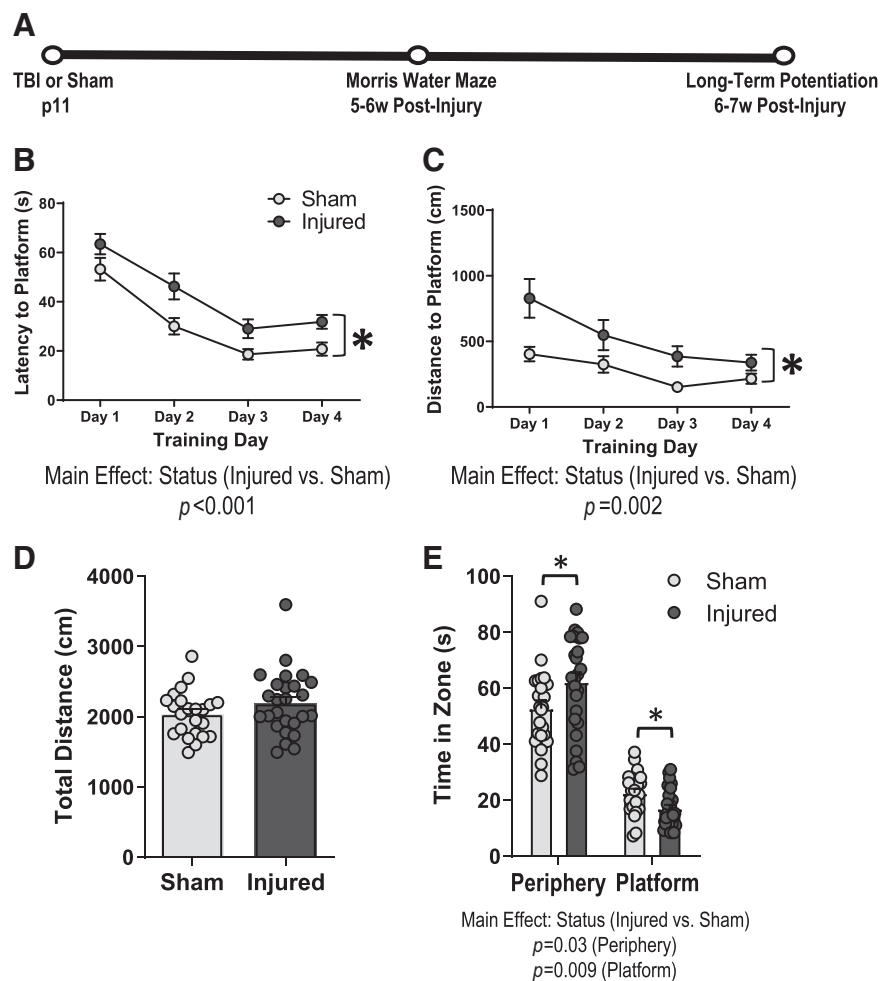 A
TBI or Sham
p11
Morris Water Maze
5-6w Post-Injury
Long-Term Potentiation
6-7w Post-Injury
B
Latency to Platform (s)
80
60
40
20
0
Sham
Injured
*
Day 1 Day 2 Day 3 Day 4
Training Day
Main Effect: Status (Injured vs. Sham)
p<0.001
C
Distance to Platform (cm)
1500
1000
500
0
*
Day 1 Day 2 Day 3 Day 4
Training Day
Main Effect: Status (Injured vs. Sham)
p=0.002
D
Total Distance (cm)
4000
3000
2000
1000
0
Sham Injured
E
Time in Zone (s)
100
80
60
40
20
0
*
*
Sham
Injured
Periphery Platform
Main Effect: Status (Injured vs. Sham)
p=0.03 (Periphery)
p=0.009 (Platform)